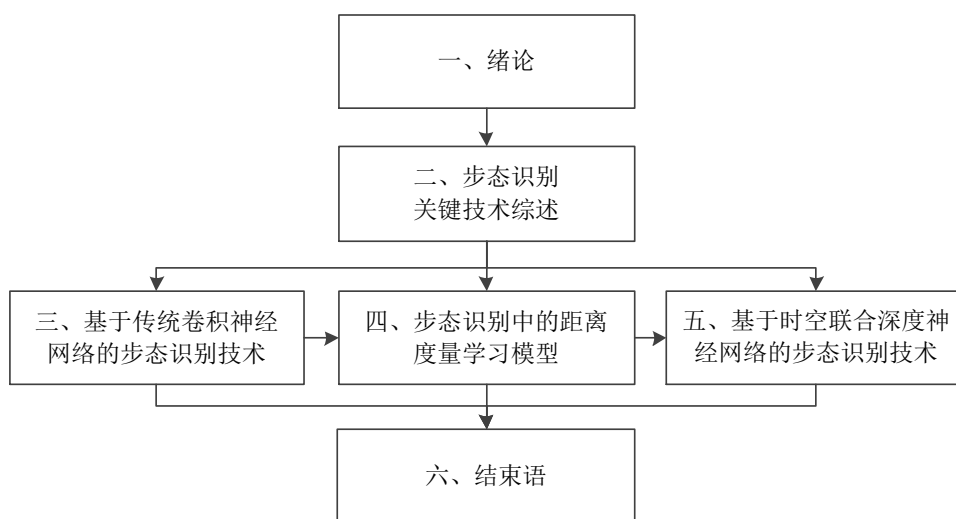 一、绪论
二、步态识别
关键技术综述
三、基于传统卷积神经
网络的步态识别技术
四、步态识别中的距离
度量学习模型
五、基于时空联合深度神
经网络的步态识别技术
六、结束语